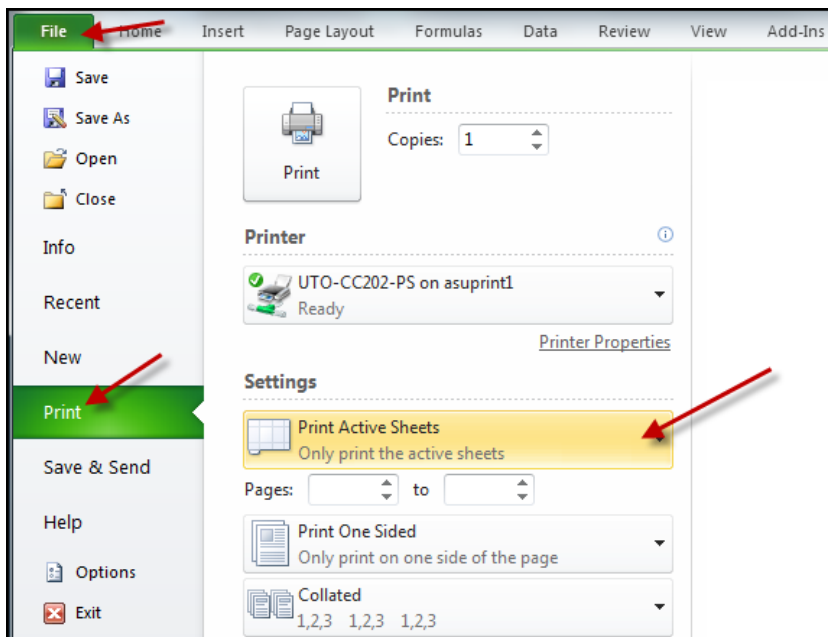 File Home Insert Page Layout Formulas Data Review View Add-Ins
Save
Save As
Open
Close
Info
Recent
New
Print
Save & Send
Help
Options
Exit
Print
Print
Copies: 1
Printer
UTO-CC202-PS on asuprint1
Ready
Printer Properties
Settings
Print Active Sheets
Only print the active sheets
Pages: to
Print One Sided
Only print on one side of the page
Collated
1,2,3 1,2,3 1,2,3